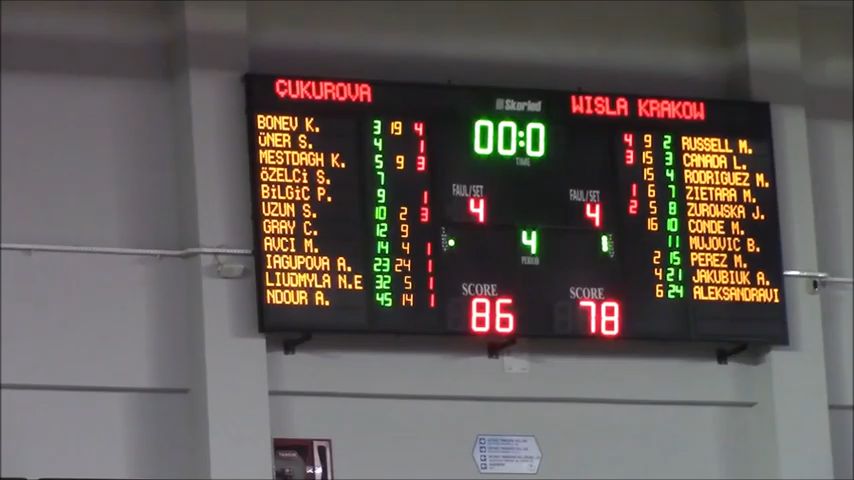 ÇUKUROVA
Skorled
WISLA KRAKOW
BONEV K. 3 19 4
ÜNER S. 4 1
MESTDAGH K. 5 9 3
ÖZELCİ S. 7
BİLGİÇ P. 9 1
UZUN S. 10 2 3
GRAY C. 12 9
AVCI M. 14 4 1
IAGUPOVA A. 23 24 1
LIUDMYLA N.E 32 5 1
NDOUR A. 45 14 1
00:0
TIME
FAUL/SET
4
FAUL/SET
4
4
PERIOD
SCORE
86
SCORE
78
4 9 2 RUSSELL M.
3 15 3 CANADA L.
15 4 RODRIGUEZ M.
1 6 7 ZIETARA M.
2 5 8 ZUROWSKA J.
16 10 CONDE M.
11 MUJOVIC B.
2 15 PEREZ M.
4 21 JAKUBIUK A.
6 24 ALEKSANDRAVI